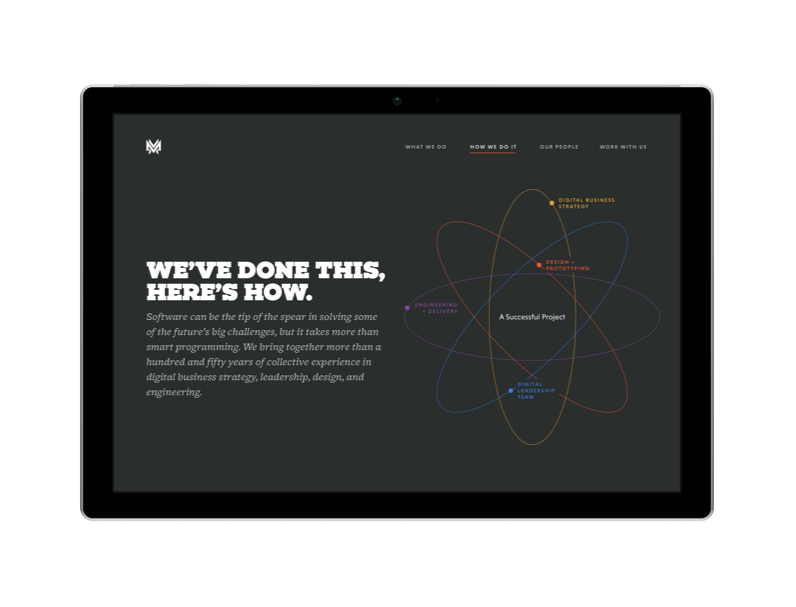 WHAT WE DO
HOW WE DO IT
OUR PEOPLE
WORK WITH US
WE’VE DONE THIS,
HERE’S HOW.
Software can be the tip of the spear in solving some
of the future’s big challenges, but it takes more than
smart programming. We bring together more than a
hundred and fifty years of collective experience in
digital business strategy, leadership, design, and
engineering.
DIGITAL BUSINESS
STRATEGY
DESIGN +
PROTOTYPING
ENGINEERING
+ DELIVERY
A Successful Project
DIGITAL
LEADERSHIP
TEAM